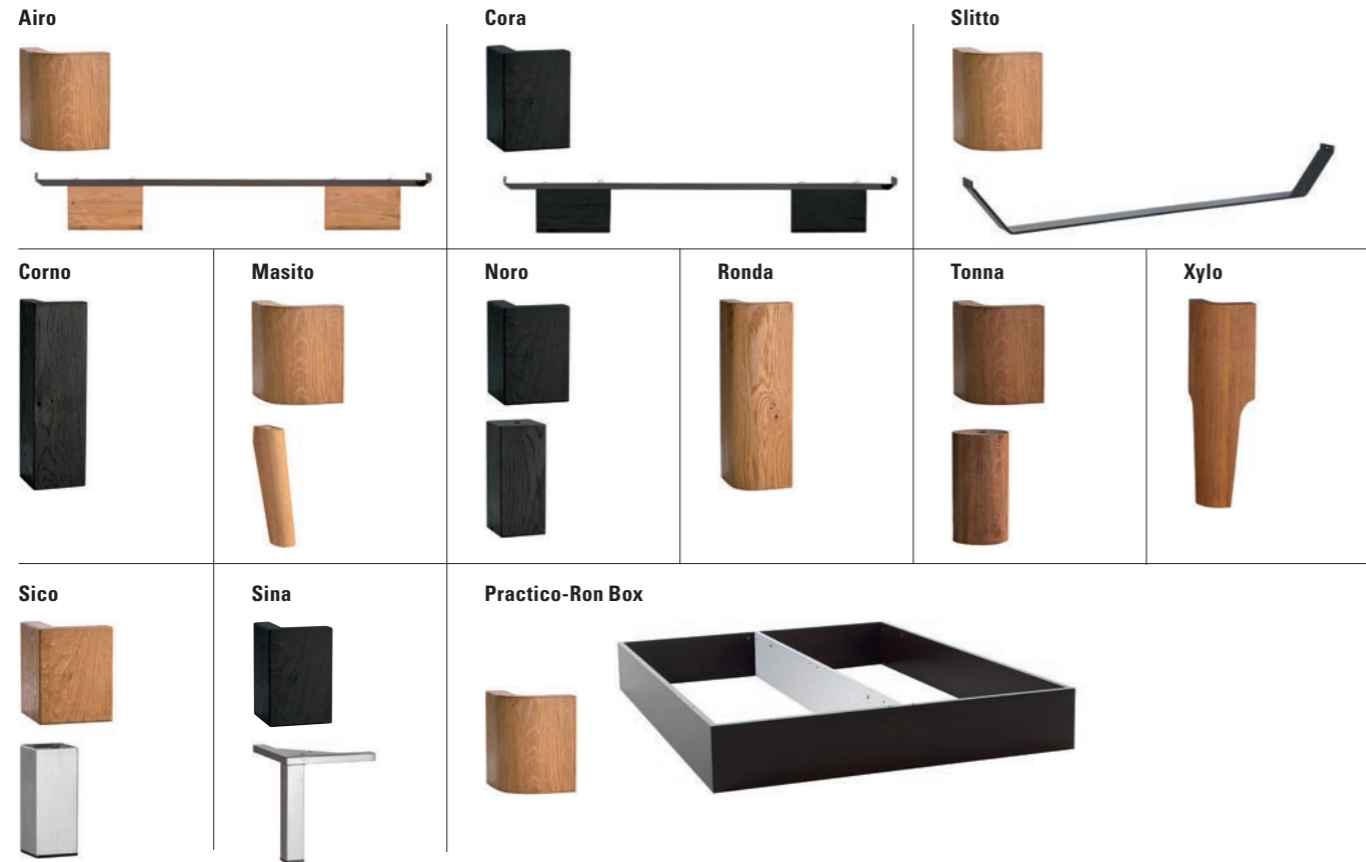 Airo
Cora
Slitto
Corno
Masito
Noro
Ronda
Tonna
Xylo
Sico
Sina
Practico-Ron Box